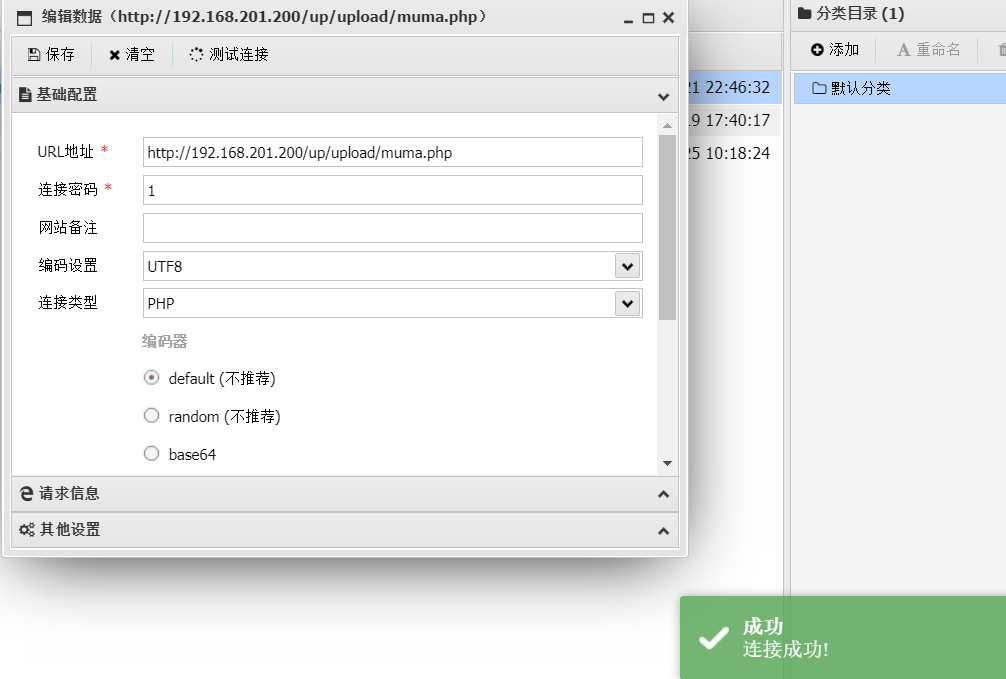 编辑数据（http://192.168.201.200/up/upload/muma.php）
保存 清空 测试连接
基础配置
URL地址 * http://192.168.201.200/up/upload/muma.php
连接密码 * 1
网站备注
编码设置 UTF8
连接类型 PHP
编码器
default (不推荐)
random (不推荐)
base64
请求信息
其他设置
21 22:46:32
19 17:40:17
25 10:18:24
分类目录 (1)
添加 A 重命名
默认分类
成功
连接成功!